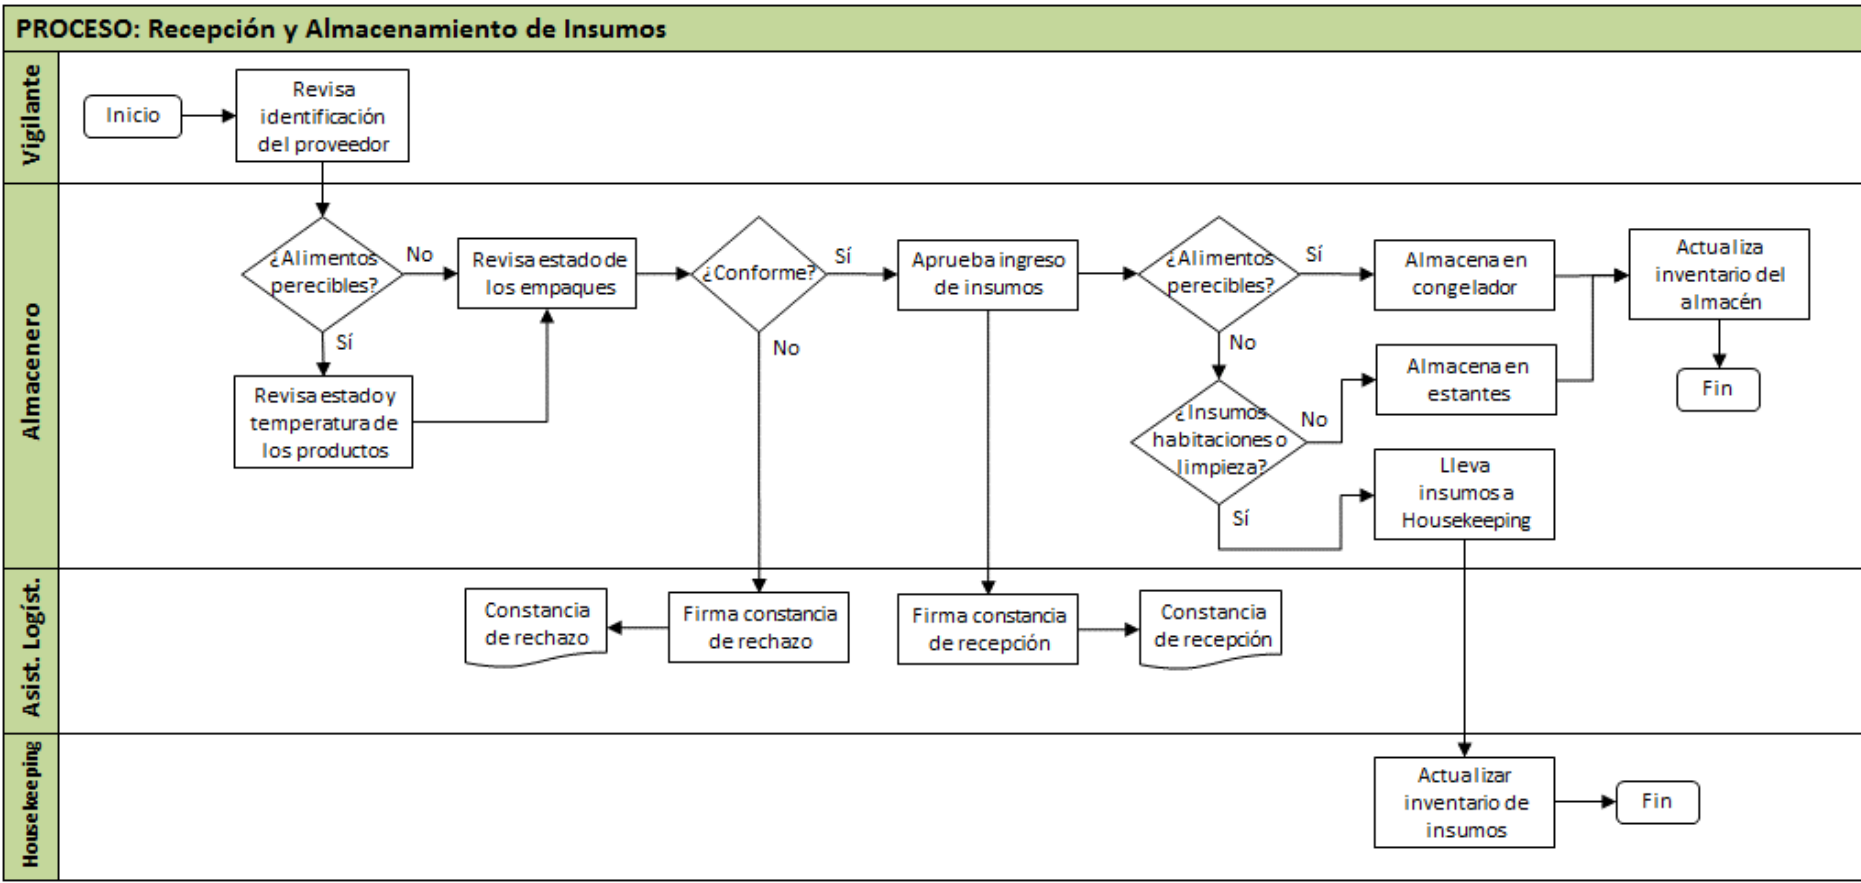 PROCESO: Recepción y Almacenamiento de Insumos
Vigilante
Inicio
Revisa
identificación
del proveedor
Almacenero
¿Alimentos
perecibles?
No
Sí
Revisa estado y
temperatura de
los productos
Revisa estado de
los empaques
¿Conforme?
Sí
No
Aprueba ingreso
de insumos
¿Alimentos
perecibles?
Sí
No
¿Insumos
habitaciones o
limpieza?
No
Sí
Almacena en
congelador
Almacena en
estantes
Lleva
insumos a
Housekeeping
Actualiza
inventario del
almacén
Fin
Asist. Logíst.
Constancia
de rechazo
Firma constancia
de rechazo
Firma constancia
de recepción
Constancia
de recepción
Housekeeping
Actualizar
inventario de
insumos
Fin